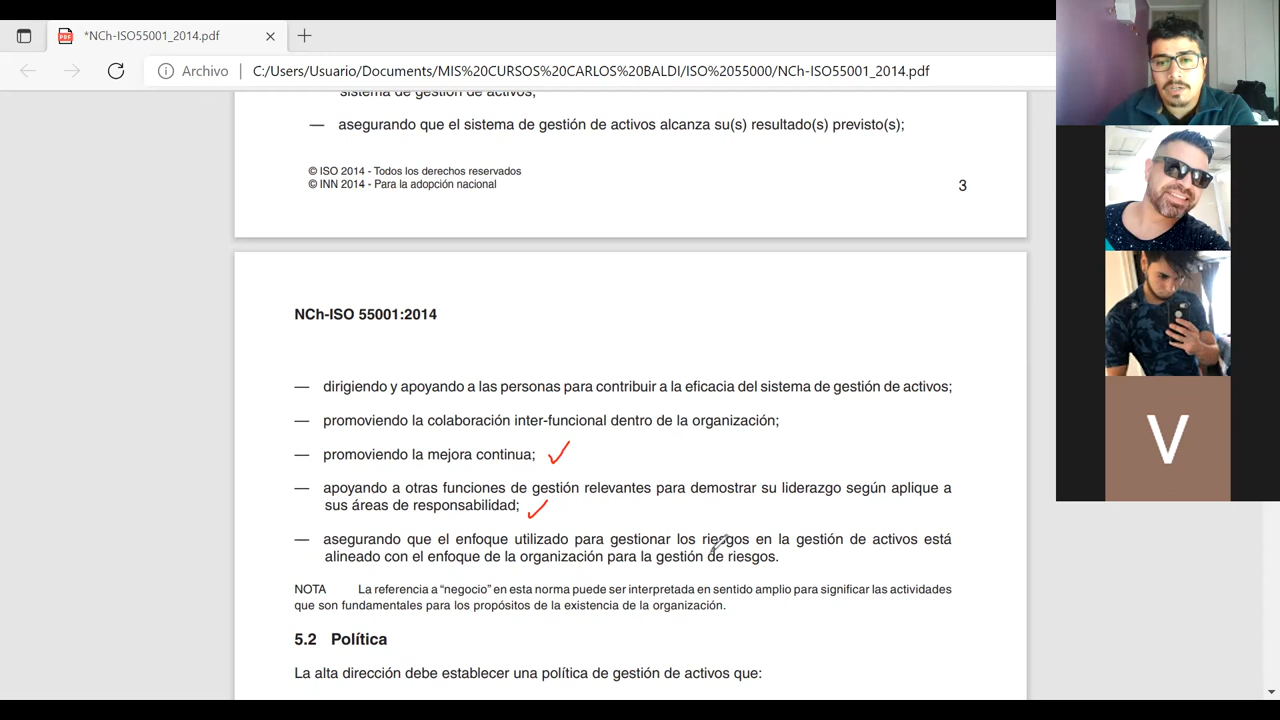 *NCh-ISO55001_2014.pdf
Archivo
C:/Users/Usuario/Documents/MIS%20CURSOS%20CARLOS%20BALDI/ISO%2055000/NCh-ISO55001_2014.pdf
sistema de gestión de activos;
— asegurando que el sistema de gestión de activos alcanza su(s) resultado(s) previsto(s);
© ISO 2014 - Todos los derechos reservados
© INN 2014 - Para la adopción nacional
3
NCh-ISO 55001:2014
— dirigiendo y apoyando a las personas para contribuir a la eficacia del sistema de gestión de activos;
— promoviendo la colaboración inter-funcional dentro de la organización;
— promoviendo la mejora continua;
— apoyando a otras funciones de gestión relevantes para demostrar su liderazgo según aplique a
sus áreas de responsabilidad;
— asegurando que el enfoque utilizado para gestionar los riesgos en la gestión de activos está
alineado con el enfoque de la organización para la gestión de riesgos.
NOTA La referencia a “negocio” en esta norma puede ser interpretada en sentido amplio para significar las actividades
que son fundamentales para los propósitos de la existencia de la organización.
5.2 Política
La alta dirección debe establecer una política de gestión de activos que:
V